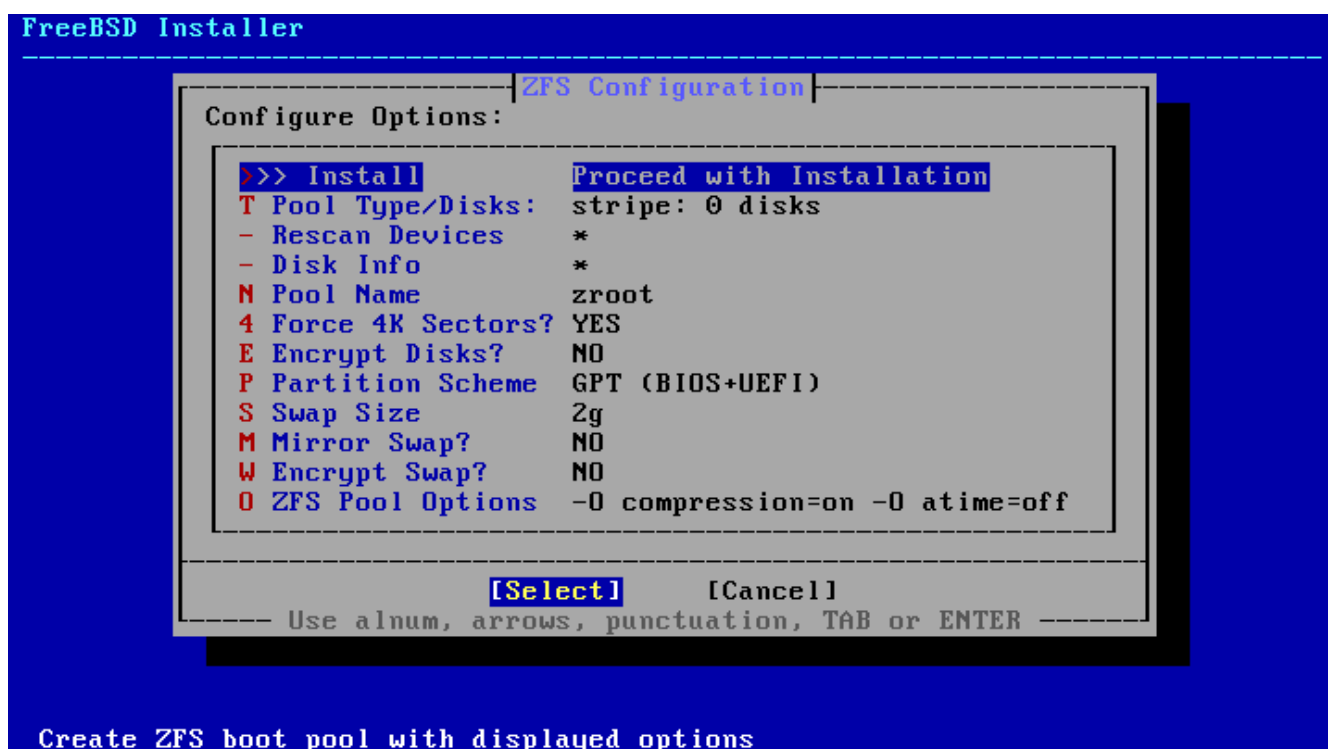 FreeBSD Installer
ZFS Configuration
Configure Options:
>>> Install Proceed with Installation
T Pool Type/Disks: stripe: 0 disks
- Rescan Devices *
- Disk Info *
N Pool Name zroot
4 Force 4K Sectors? YES
E Encrypt Disks? NO
P Partition Scheme GPT (BIOS+UEFI)
S Swap Size 2g
M Mirror Swap? NO
W Encrypt Swap? NO
O ZFS Pool Options -O compression=on -O atime=off
[Select] [Cancel]
Use alnum, arrows, punctuation, TAB or ENTER
Create ZFS boot pool with displayed options